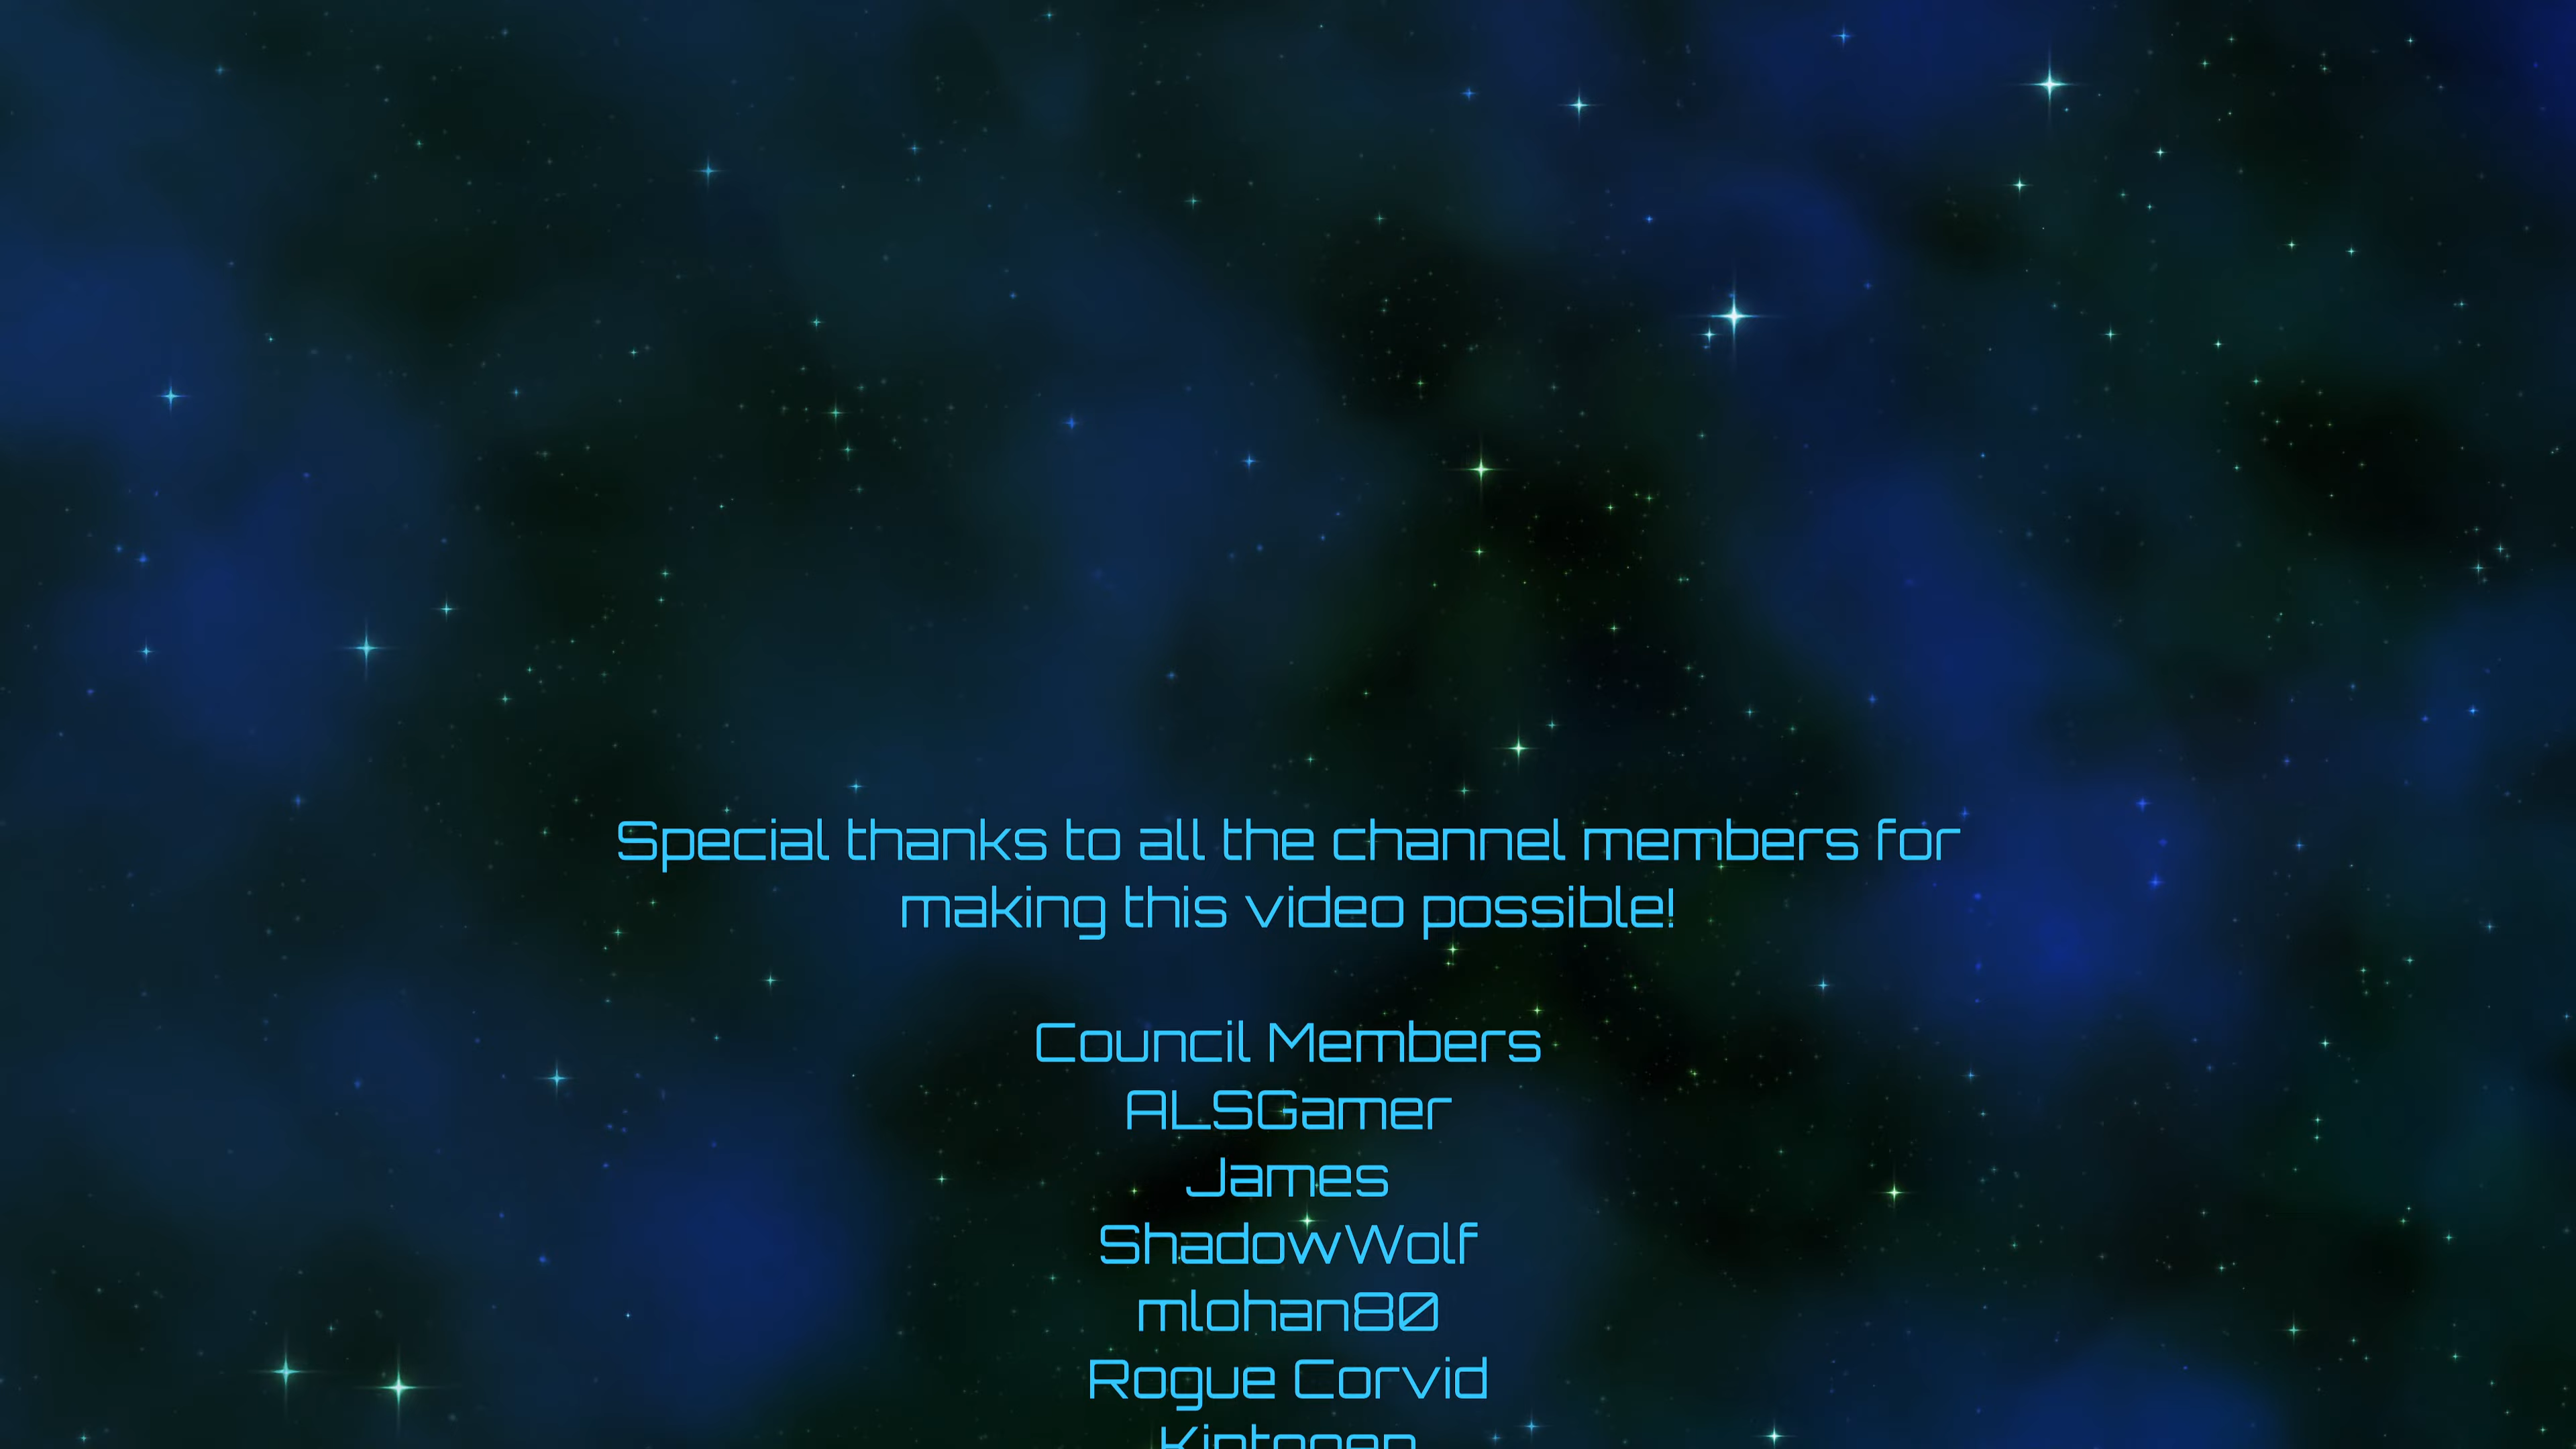 Special thanks to all the channel members for
making this video possible!
Council Members
ALSGamer
James
ShadowWolf
mlohan80
Rogue Corvid